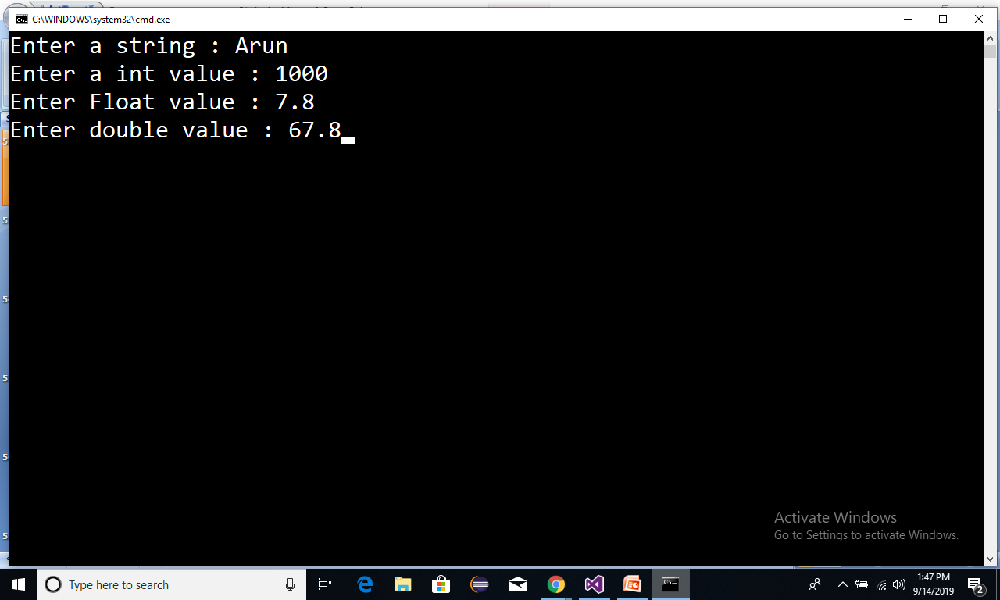 C:\WINDOWS\system32\cmd.exe
Enter a string : Arun
Enter a int value : 1000
Enter Float value : 7.8
Enter double value : 67.8
Activate Windows
Go to Settings to activate Windows.
Type here to search
1:47 PM
9/14/2019
2